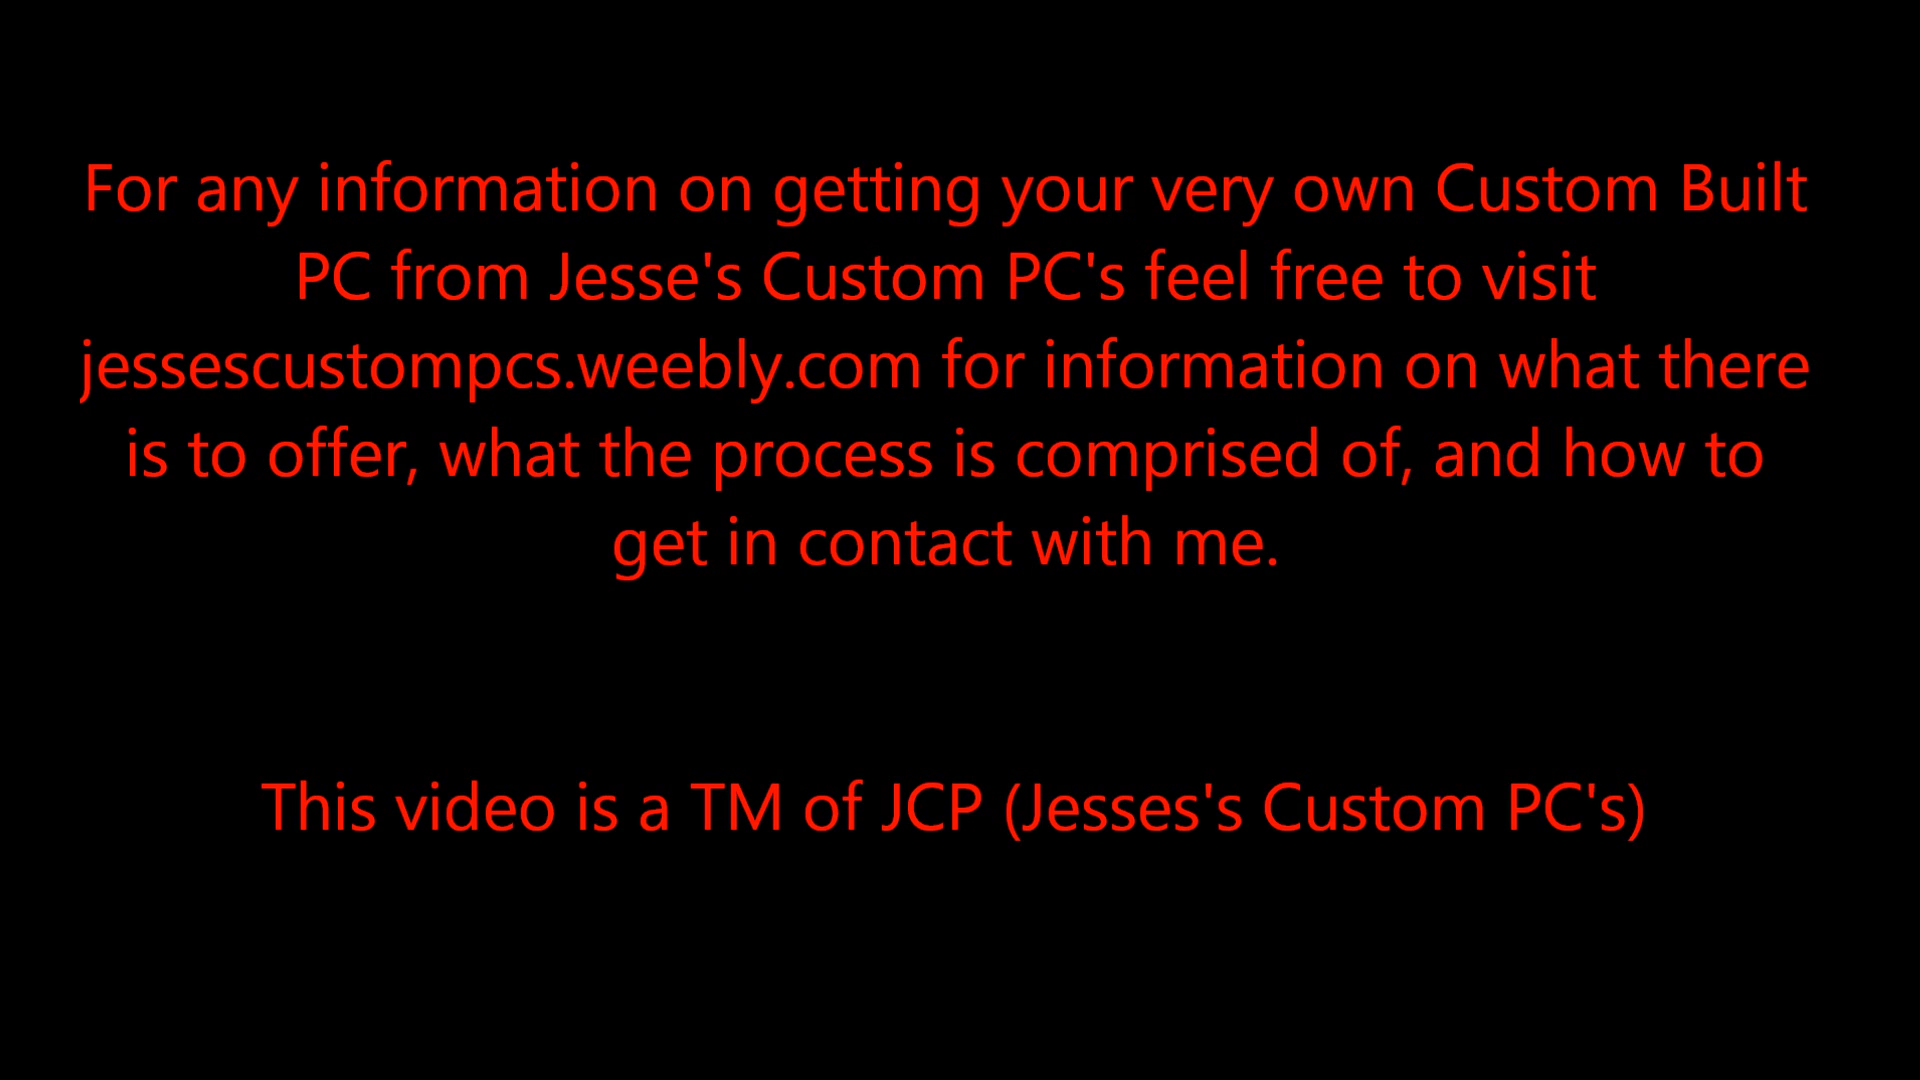 For any information on getting your very own Custom Built
PC from Jesse's Custom PC's feel free to visit
jessescustompcs.weebly.com for information on what there
is to offer, what the process is comprised of, and how to
get in contact with me.
This video is a TM of JCP (Jesses's Custom PC's)